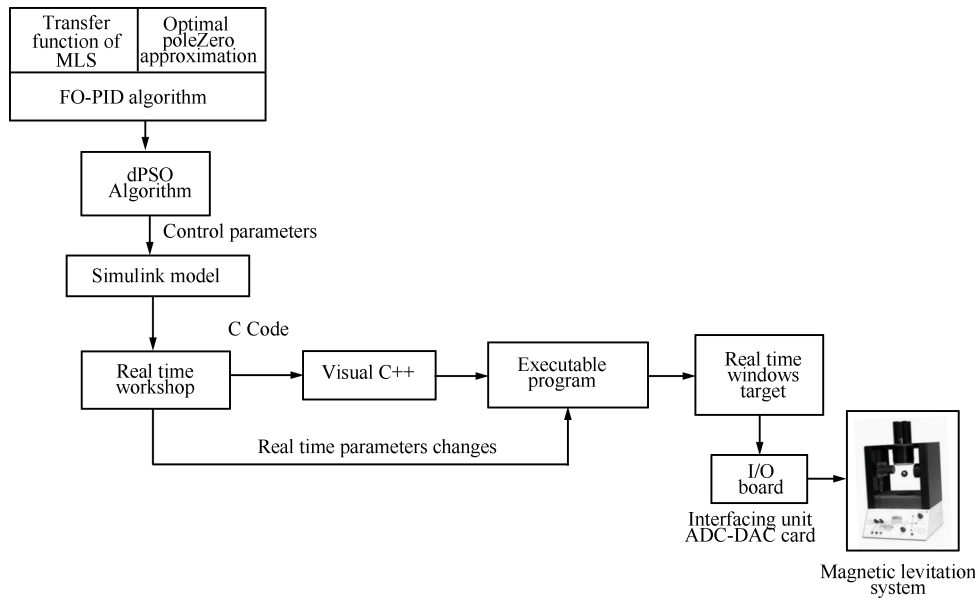 Transfer
function of
MLS
Optimal
poleZero
approximation
FO-PID algorithm
dPSO
Algorithm
Control parameters
Simulink model
C Code
Real time
workshop
Visual C++
Executable
program
Real time
windows
target
Real time parameters changes
I/O
board
Interfacing unit
ADC-DAC card
Magnetic levitation
system